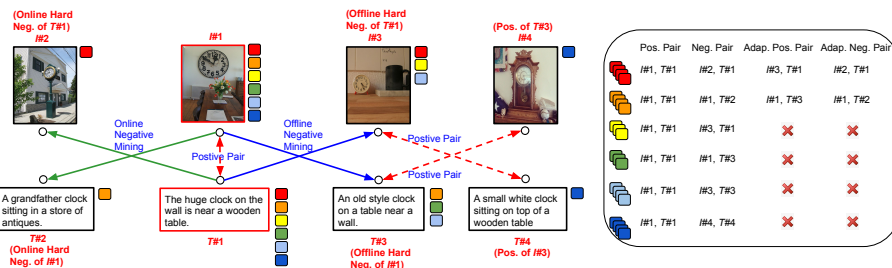 (Online Hard
Neg. of T#1)
I#2
I#1
(Offline Hard
Neg. of T#1)
I#3
(Pos. of T#3)
I#4
Online
Negative
Mining
Postive Pair
Offline
Negative
Mining
Postive Pair
Postive Pair
A grandfather clock
sitting in a store of
antiques.
The huge clock on the
wall is near a wooden
table.
An old style clock
on a table near a
wall.
A small white clock
sitting on top of a
wooden table
T#2
(Online Hard
Neg. of I#1)
T#1
T#3
(Offline Hard
Neg. of I#1)
T#4
(Pos. of I#3)
Pos. Pair Neg. Pair Adap. Pos. Pair Adap. Neg. Pair
I#1, T#1 I#2, T#1 I#3, T#1 I#2, T#1
I#1, T#1 I#1, T#2 I#1, T#3 I#1, T#2
I#1, T#1 I#3, T#1
I#1, T#1 I#1, T#3
I#1, T#1 I#3, T#3
I#1, T#1 I#4, T#4